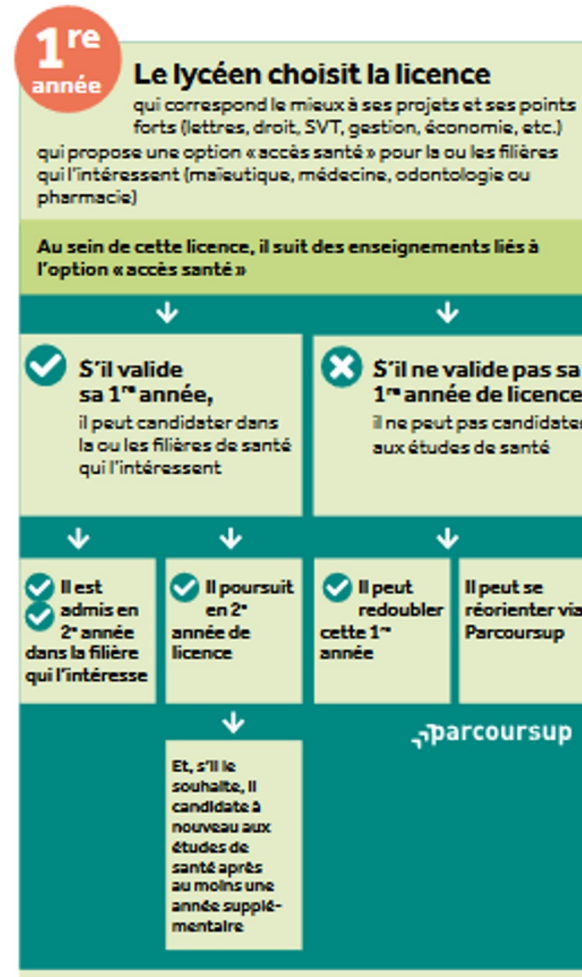 1re
année
Le lycéen choisit la licence
qui correspond le mieux à ses projets et ses points
forts (lettres, droit, SVT, gestion, économie, etc.)
qui propose une option « accès santé » pour la ou les filières
qui l'intéressent (maïeutique, médecine, odontologie ou
pharmacie)
Au sein de cette licence, il suit des enseignements liés à
l'option « accès santé »
S'il valide
sa 1re année,
il peut candidater dans
la ou les filières de santé
qui l'intéressent
S'il ne valide pas sa
1re année de licence
il ne peut pas candidater
aux études de santé
Il est
admis en
2e année
dans la filière
qui l'intéresse
Il poursuit
en 2e
année de
licence
Il peut
redoubler
cette 1re
année
Il peut se
réorienter via
Parcoursup
parcoursup
Et, s'il le
souhaite, il
candidate à
nouveau aux
études de
santé après
au moins une
année supplé-
mentaire